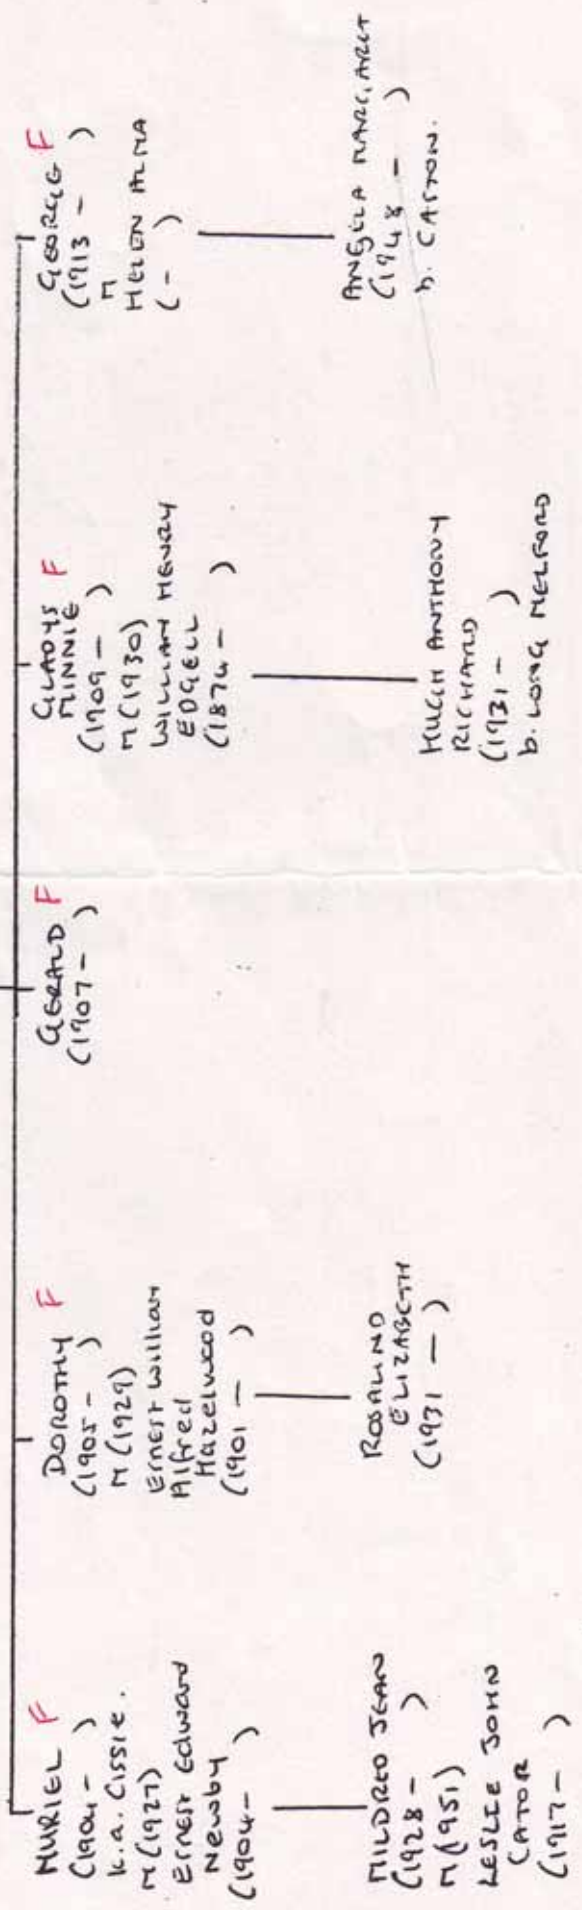 MURIEL F
(1904 - )
k.a. Cissie.
M (1927)
Ernest Edward
Newby
(1904 - )
MILDRED JEAN
(1928 - )
M (1951)
LESLIE JOHN
CATOR
(1917 - )
DOROTHY F
(1905 - )
M (1929)
Ernest William
Alfred
Hazelwood
(1901 - )
ROSALIND
ELIZABETH
(1931 - )
GERALD F
(1907 - )
GLADYS F
MINNIE
(1909 - )
M (1930)
WILLIAM HENRY
EDGELL
(1874 - )
HUGH ANTHONY
RICHARD
(1931 - )
b. LONG MELFORD
GEORGE F
(1913 - )
M
HELEN ALMA
( - )
ANGELA MARGARET
(1948 - )
b. CASTON.